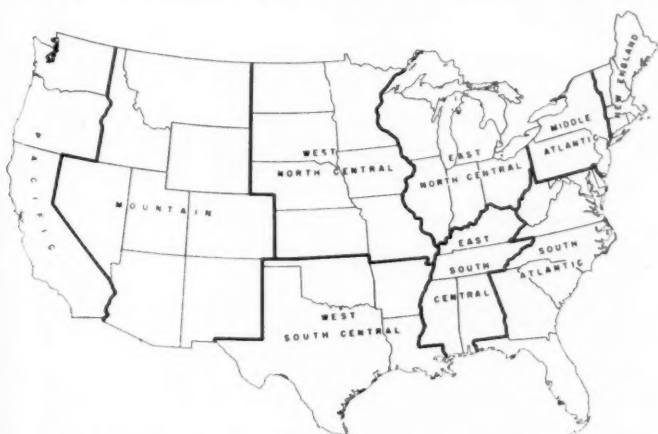 PACIFIC
MOUNTAIN
WEST
NORTH CENTRAL
EAST
NORTH CENTRAL
MIDDLE
ATLANTIC
NEW ENGLAND
WEST
SOUTH CENTRAL
EAST
SOUTH
CENTRAL
SOUTH
ATLANTIC